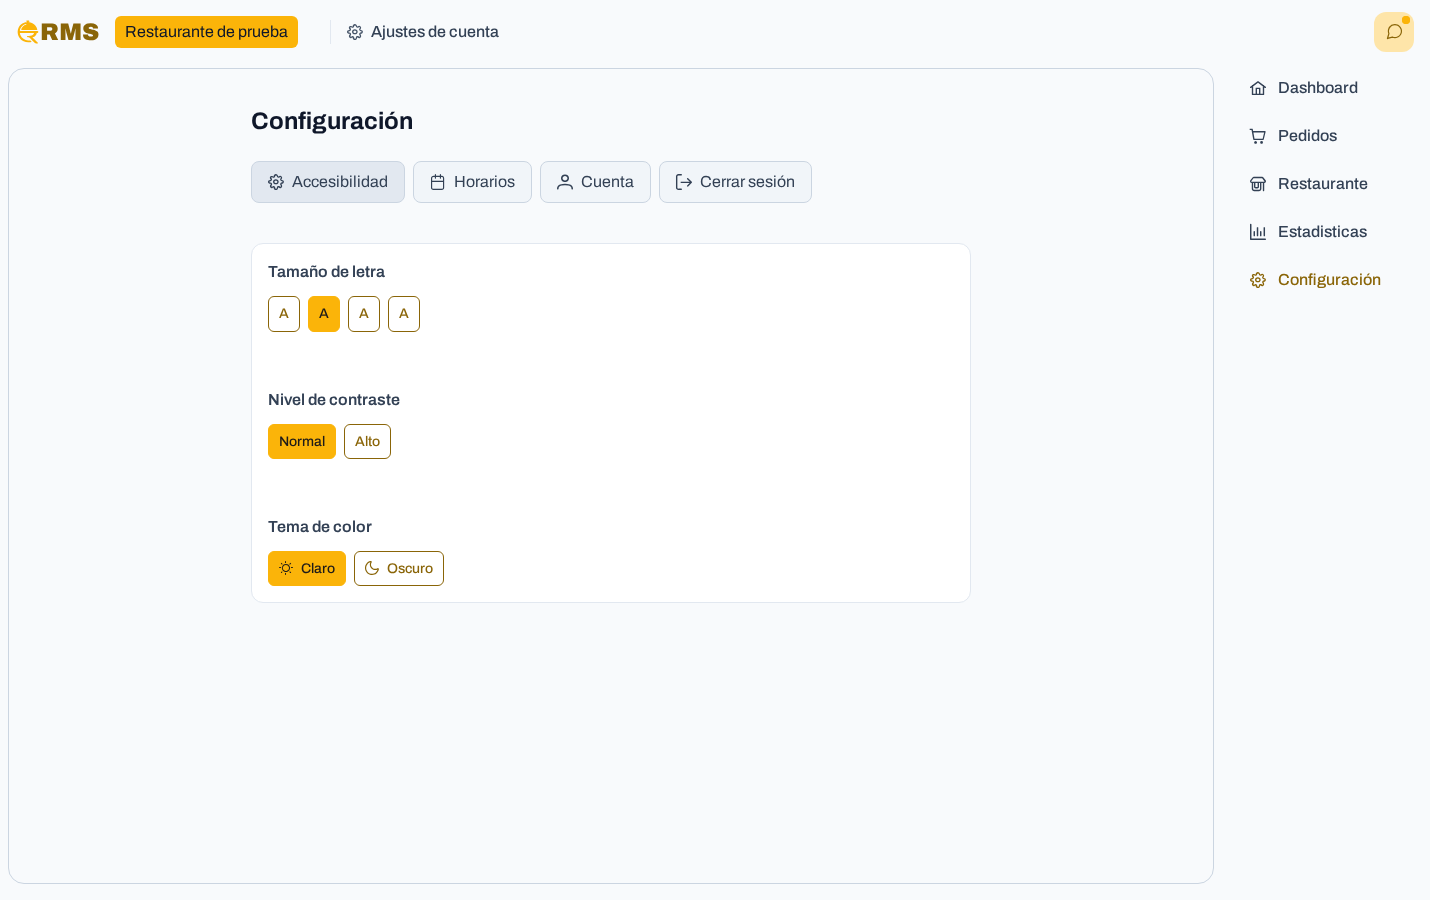 RMS
Restaurante de prueba
Ajustes de cuenta
Configuración
Accesibilidad
Horarios
Cuenta
Cerrar sesión
Tamaño de letra
A A A A
Nivel de contraste
Normal
Alto
Tema de color
Claro
Oscuro
Dashboard
Pedidos
Restaurante
Estadisticas
Configuración